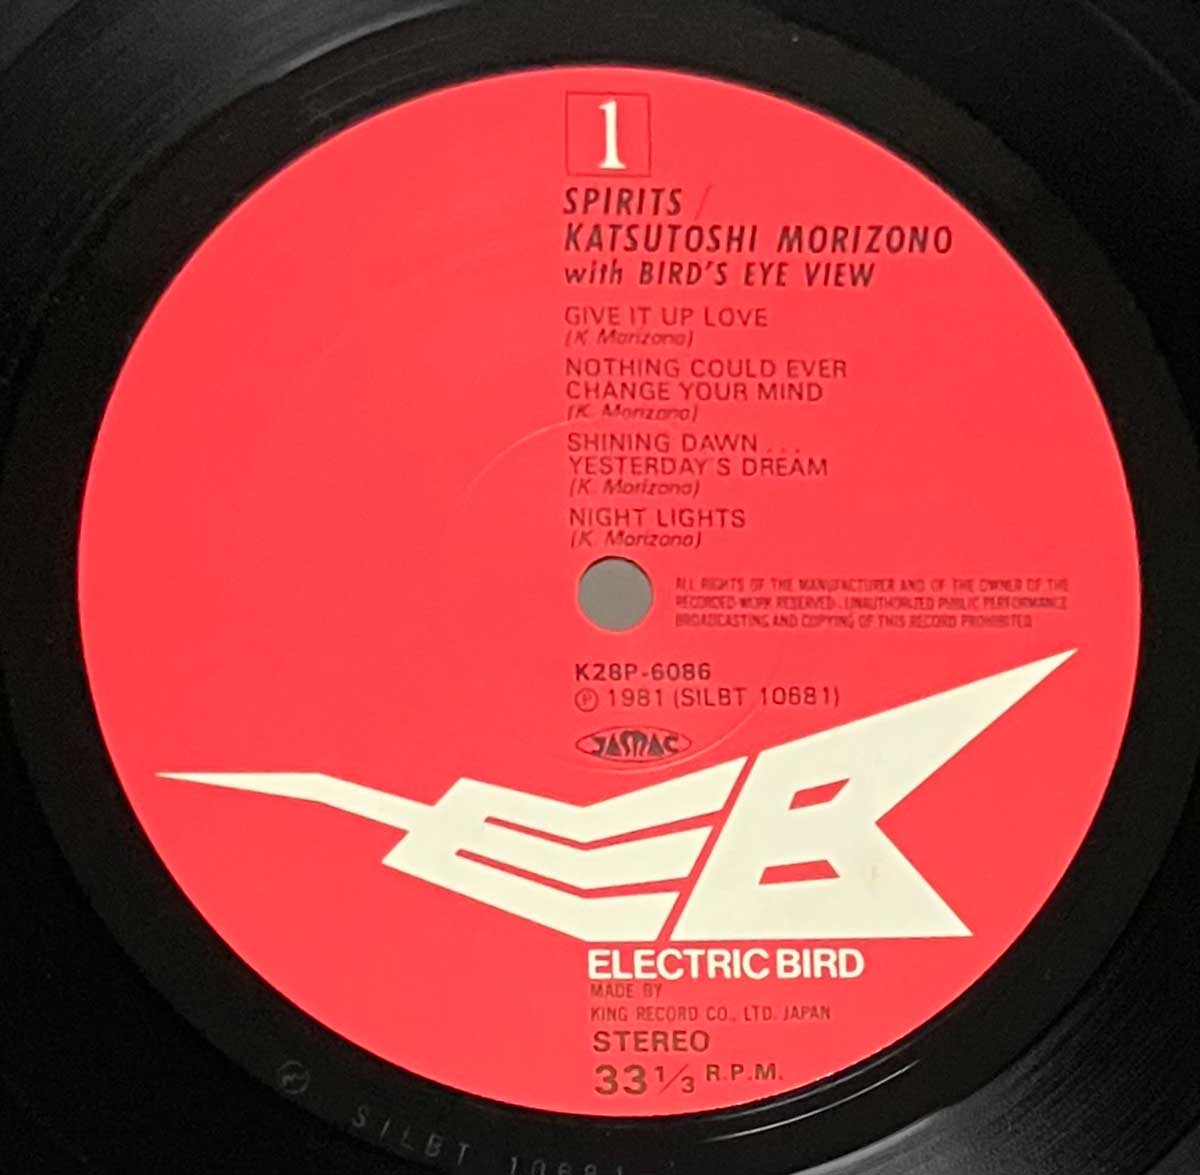 1
SPIRITS /
KATSUTOSHI MORIZONO
with BIRD'S EYE VIEW
GIVE IT UP LOVE
(K. Morizono)
NOTHING COULD EVER
CHANGE YOUR MIND
(K. Morizono)
SHINING DAWN...
YESTERDAY'S DREAM
(K. Morizono)
NIGHT LIGHTS
(K. Morizono)
ALL RIGHTS OF THE MANUFACTURER AND OF THE OWNER OF THE
RECORDED WORK RESERVED. UNAUTHORIZED PUBLIC PERFORMANCE
BROADCASTING AND COPYING OF THIS RECORD PROHIBITED
K28P-6086
Ⓟ 1981 (SILBT 10681)
JASRAC
EB
ELECTRIC BIRD
MADE BY
KING RECORD CO., LTD. JAPAN
STEREO
33 1/3 R.P.M.
SILBT 10681